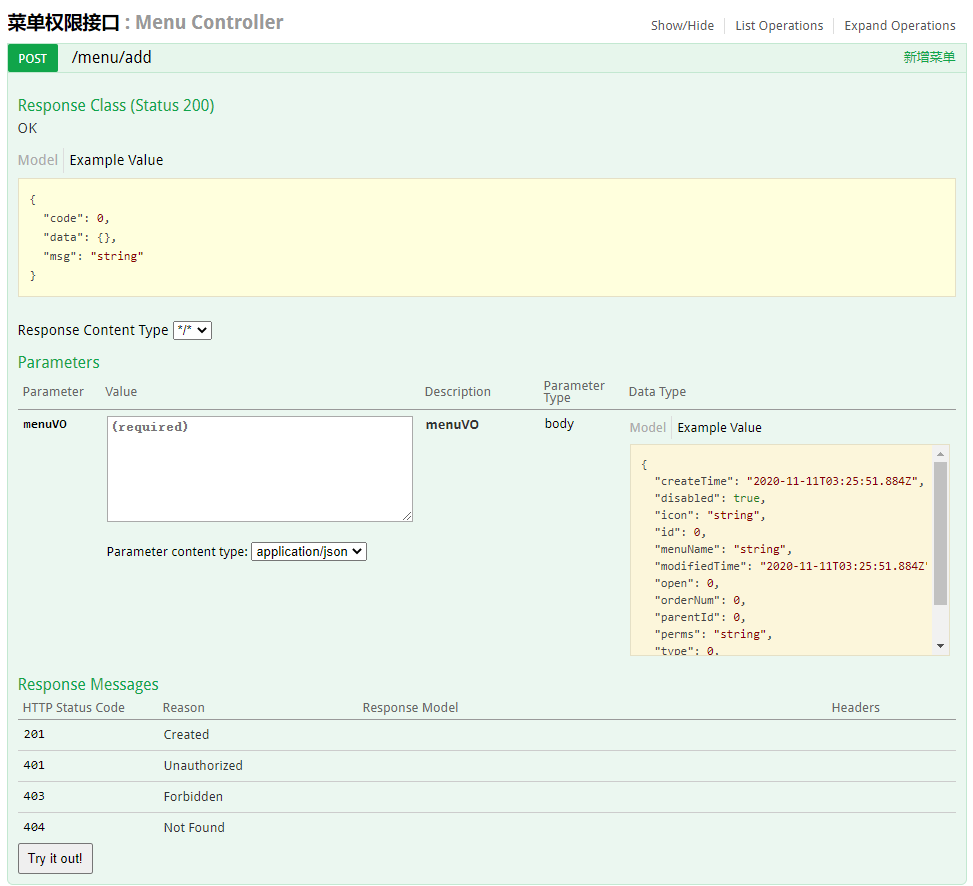 菜单权限接口 : Menu Controller
Show/Hide List Operations Expand Operations
POST /menu/add 新增菜单
Response Class (Status 200)
OK
Model Example Value
{
"code": 0,
"data": {},
"msg": "string"
}
Response Content Type */*
Parameters
Parameter Value Description Parameter Type Data Type
menuVO (required) menuVO body Model Example Value
{
"createTime": "2020-11-11T03:25:51.884Z",
"disabled": true,
"icon": "string",
"id": 0,
"menuName": "string",
"modifiedTime": "2020-11-11T03:25:51.884Z"
"open": 0,
"orderNum": 0,
"parentId": 0,
"perms": "string",
"type": 0,
Parameter content type: application/json
Response Messages
HTTP Status Code Reason Response Model Headers
201 Created
401 Unauthorized
403 Forbidden
404 Not Found
Try it out!